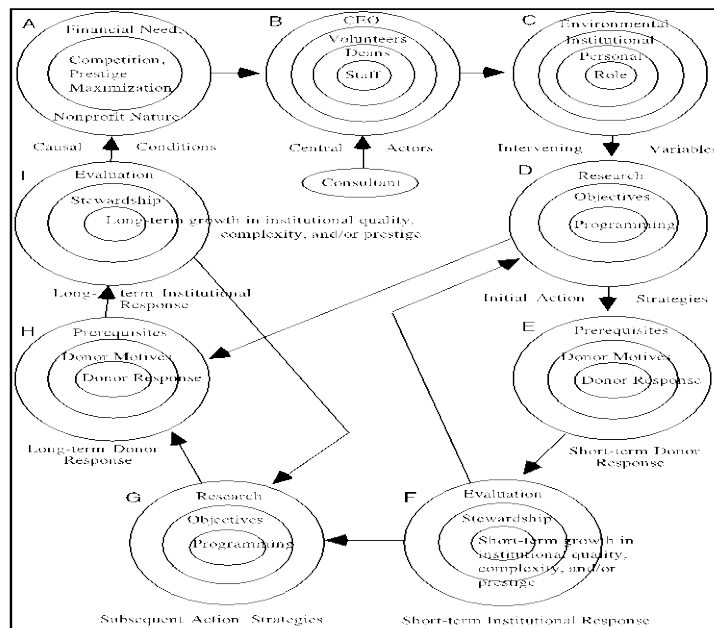 A
Financial Need,
Competition,
Prestige
Maximization
Nonprofit Nature
Causal Conditions
B
CEO
Volunteers
Deans
Staff
Central Actors
Consultant
C
Environmental
Institutional
Personal
Role
Intervening Variables
D
Research
Objectives
Programming
Initial Action Strategies
E
Prerequisites
Donor Motives
Donor Response
Short-term Donor
Response
F
Evaluation
Stewardship
Short-term growth in
institutional quality,
complexity, and/or
prestige
Short-term Institutional Response
G
Research
Objectives
Programming
Subsequent Action Strategies
H
Prerequisites
Donor Motives
Donor Response
Long-term Donor
Response
I
Evaluation
Stewardship
Long-term growth in institutional quality,
complexity, and/or prestige
Long-term Institutional
Response